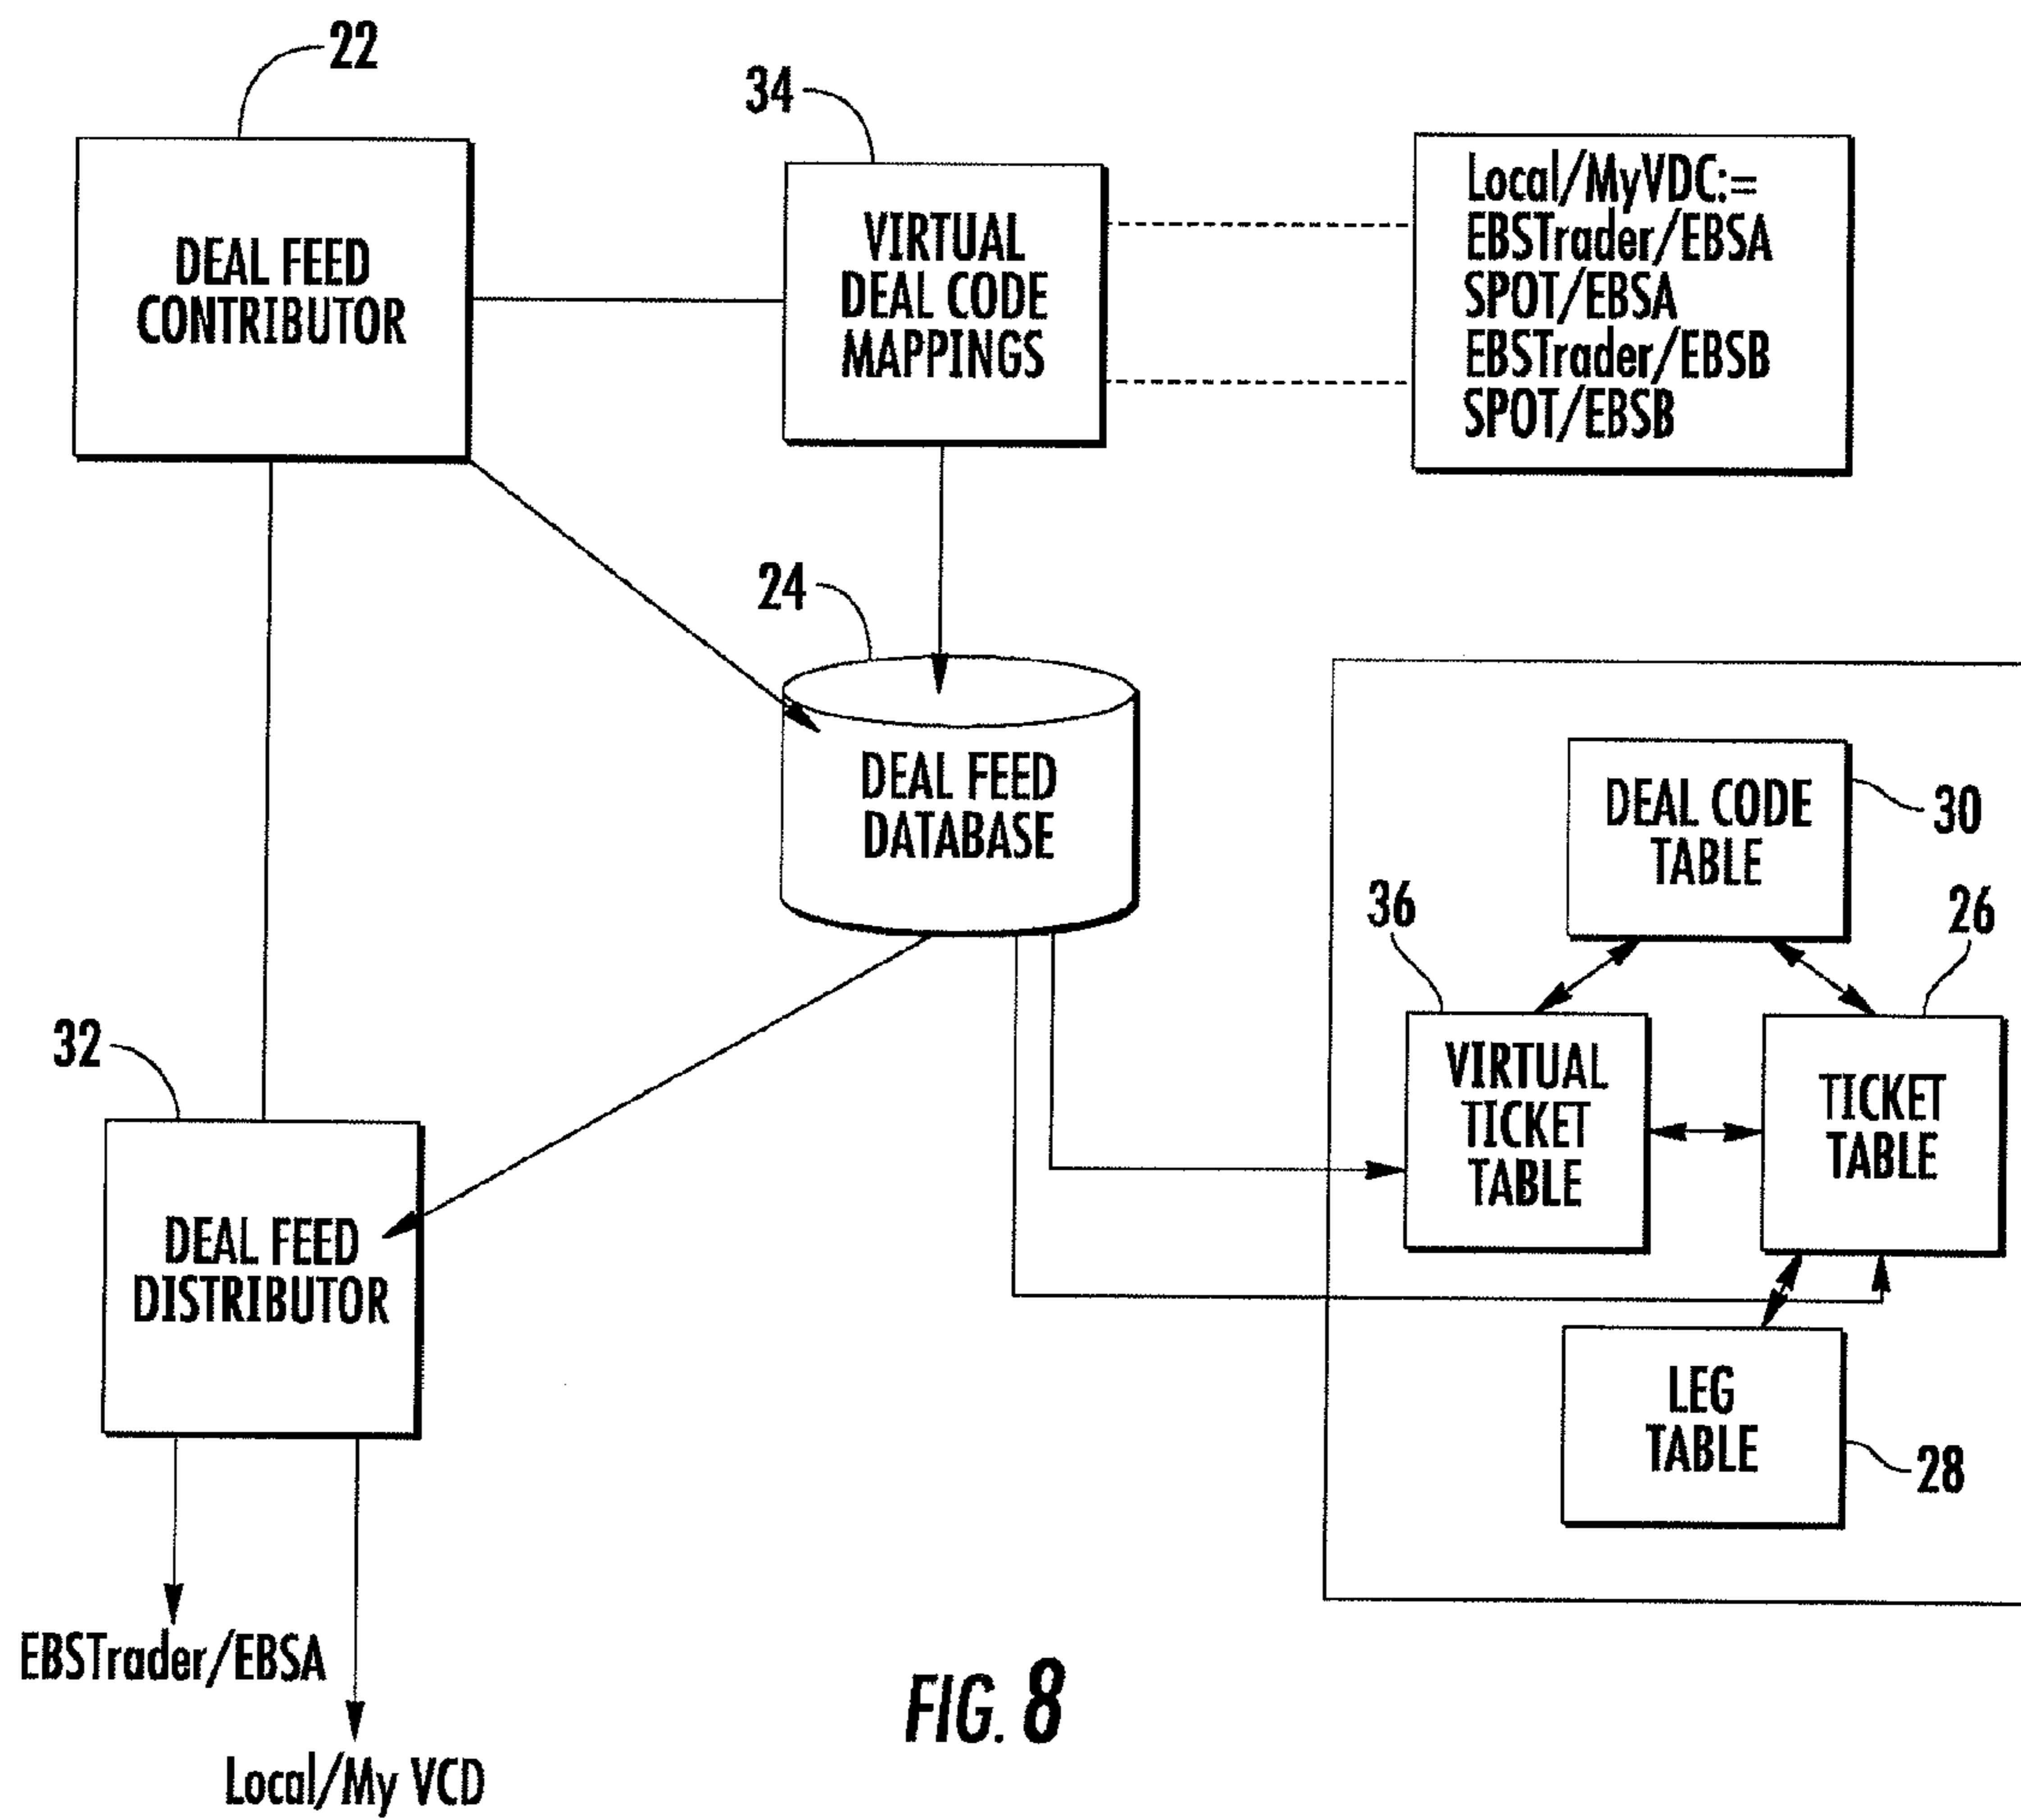 22
34
DEAL FEED
CONTRIBUTOR
VIRTUAL
DEAL CODE
MAPPINGS
Local/MyVDC:=
EBSTrader/EBSA
SPOT/EBSA
EBSTrader/EBSB
SPOT/EBSB
24
DEAL FEED
DATABASE
DEAL CODE
TABLE
30
36
26
VIRTUAL
TICKET
TABLE
TICKET
TABLE
32
DEAL FEED
DISTRIBUTOR
LEG
TABLE
28
EBSTrader/EBSA
Local/My VCD
FIG. 8